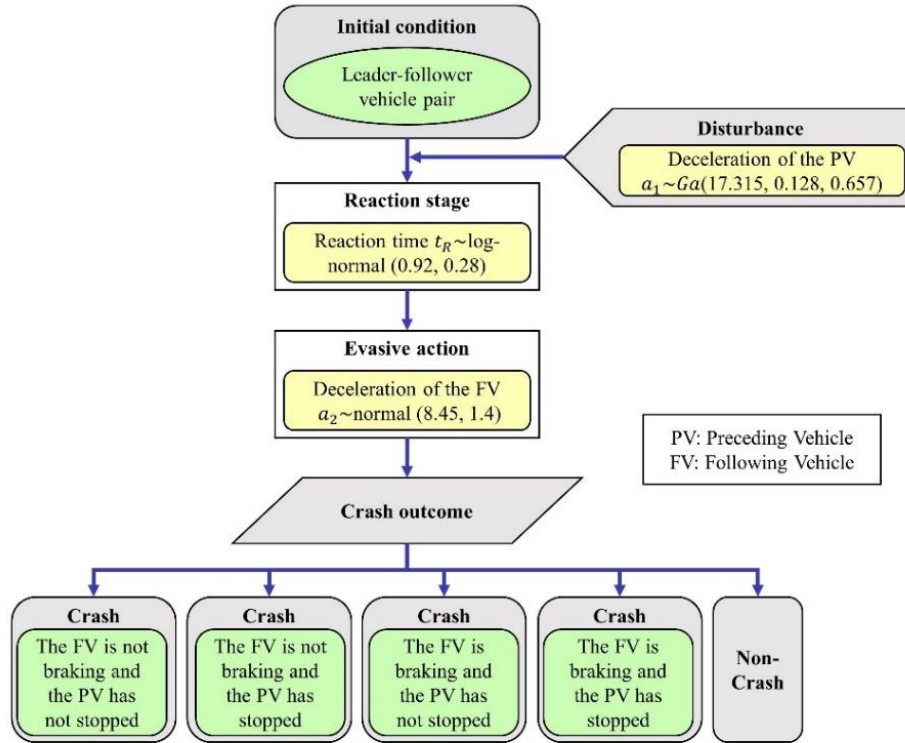 Initial condition
Leader-follower
vehicle pair
Disturbance
Deceleration of the PV
a₁~Ga(17.315, 0.128, 0.657)
Reaction stage
Reaction time t_R~log-
normal (0.92, 0.28)
Evasive action
Deceleration of the FV
a₂~normal (8.45, 1.4)
PV: Preceding Vehicle
FV: Following Vehicle
Crash outcome
Crash
The FV is not
braking and
the PV has
not stopped
Crash
The FV is not
braking and
the PV has
stopped
Crash
The FV is
braking and
the PV has
not stopped
Crash
The FV is
braking and
the PV has
stopped
Non-
Crash